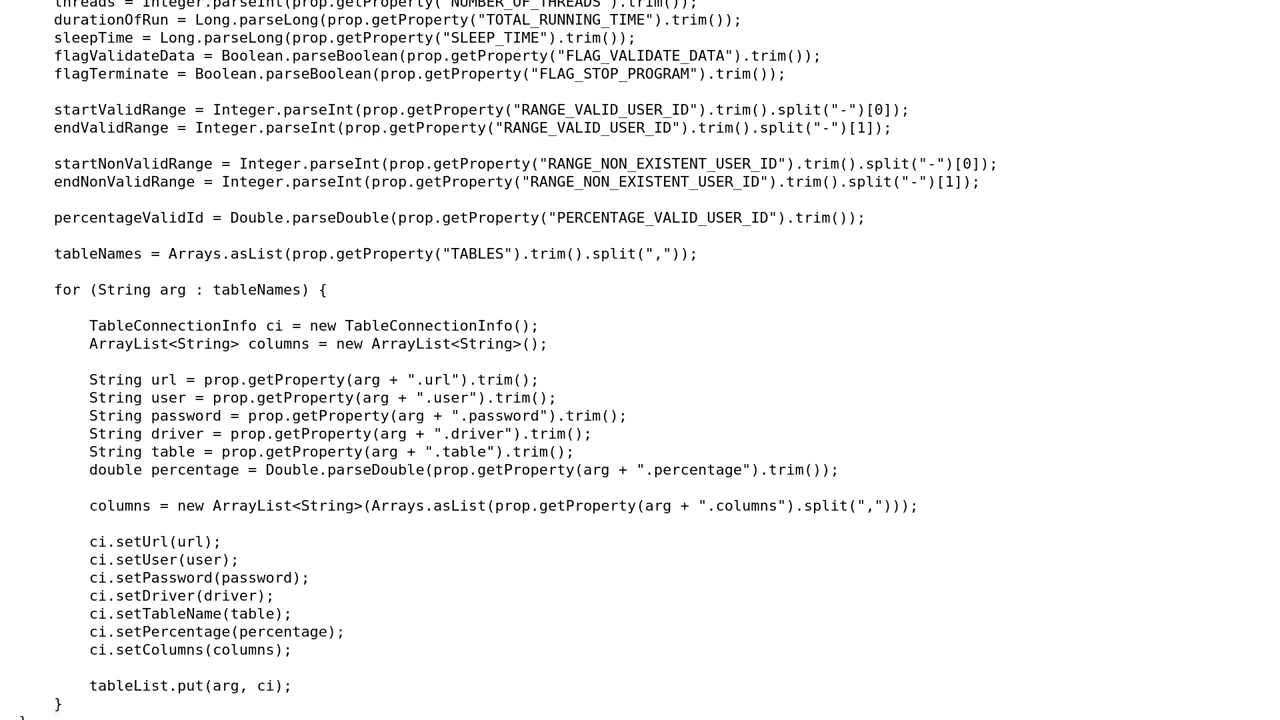 threads = Integer.parseInt(prop.getProperty("NUMBER_OF_THREADS").trim());
durationOfRun = Long.parseLong(prop.getProperty("TOTAL_RUNNING_TIME").trim());
sleepTime = Long.parseLong(prop.getProperty("SLEEP_TIME").trim());
flagValidateData = Boolean.parseBoolean(prop.getProperty("FLAG_VALIDATE_DATA").trim());
flagTerminate = Boolean.parseBoolean(prop.getProperty("FLAG_STOP_PROGRAM").trim());
startValidRange = Integer.parseInt(prop.getProperty("RANGE_VALID_USER_ID").trim().split("-")[0]);
endValidRange = Integer.parseInt(prop.getProperty("RANGE_VALID_USER_ID").trim().split("-")[1]);
startNonValidRange = Integer.parseInt(prop.getProperty("RANGE_NON_EXISTENT_USER_ID").trim().split("-")[0]);
endNonValidRange = Integer.parseInt(prop.getProperty("RANGE_NON_EXISTENT_USER_ID").trim().split("-")[1]);
percentageValidId = Double.parseDouble(prop.getProperty("PERCENTAGE_VALID_USER_ID").trim());
tableNames = Arrays.asList(prop.getProperty("TABLES").trim().split(","));
for (String arg : tableNames) {
TableConnectionInfo ci = new TableConnectionInfo();
ArrayList<String> columns = new ArrayList<String>();
String url = prop.getProperty(arg + ".url").trim();
String user = prop.getProperty(arg + ".user").trim();
String password = prop.getProperty(arg + ".password").trim();
String driver = prop.getProperty(arg + ".driver").trim();
String table = prop.getProperty(arg + ".table").trim();
double percentage = Double.parseDouble(prop.getProperty(arg + ".percentage").trim());
columns = new ArrayList<String>(Arrays.asList(prop.getProperty(arg + ".columns").split(",")));
ci.setUrl(url);
ci.setUser(user);
ci.setPassword(password);
ci.setDriver(driver);
ci.setTableName(table);
ci.setPercentage(percentage);
ci.setColumns(columns);
tableList.put(arg, ci);
}
}